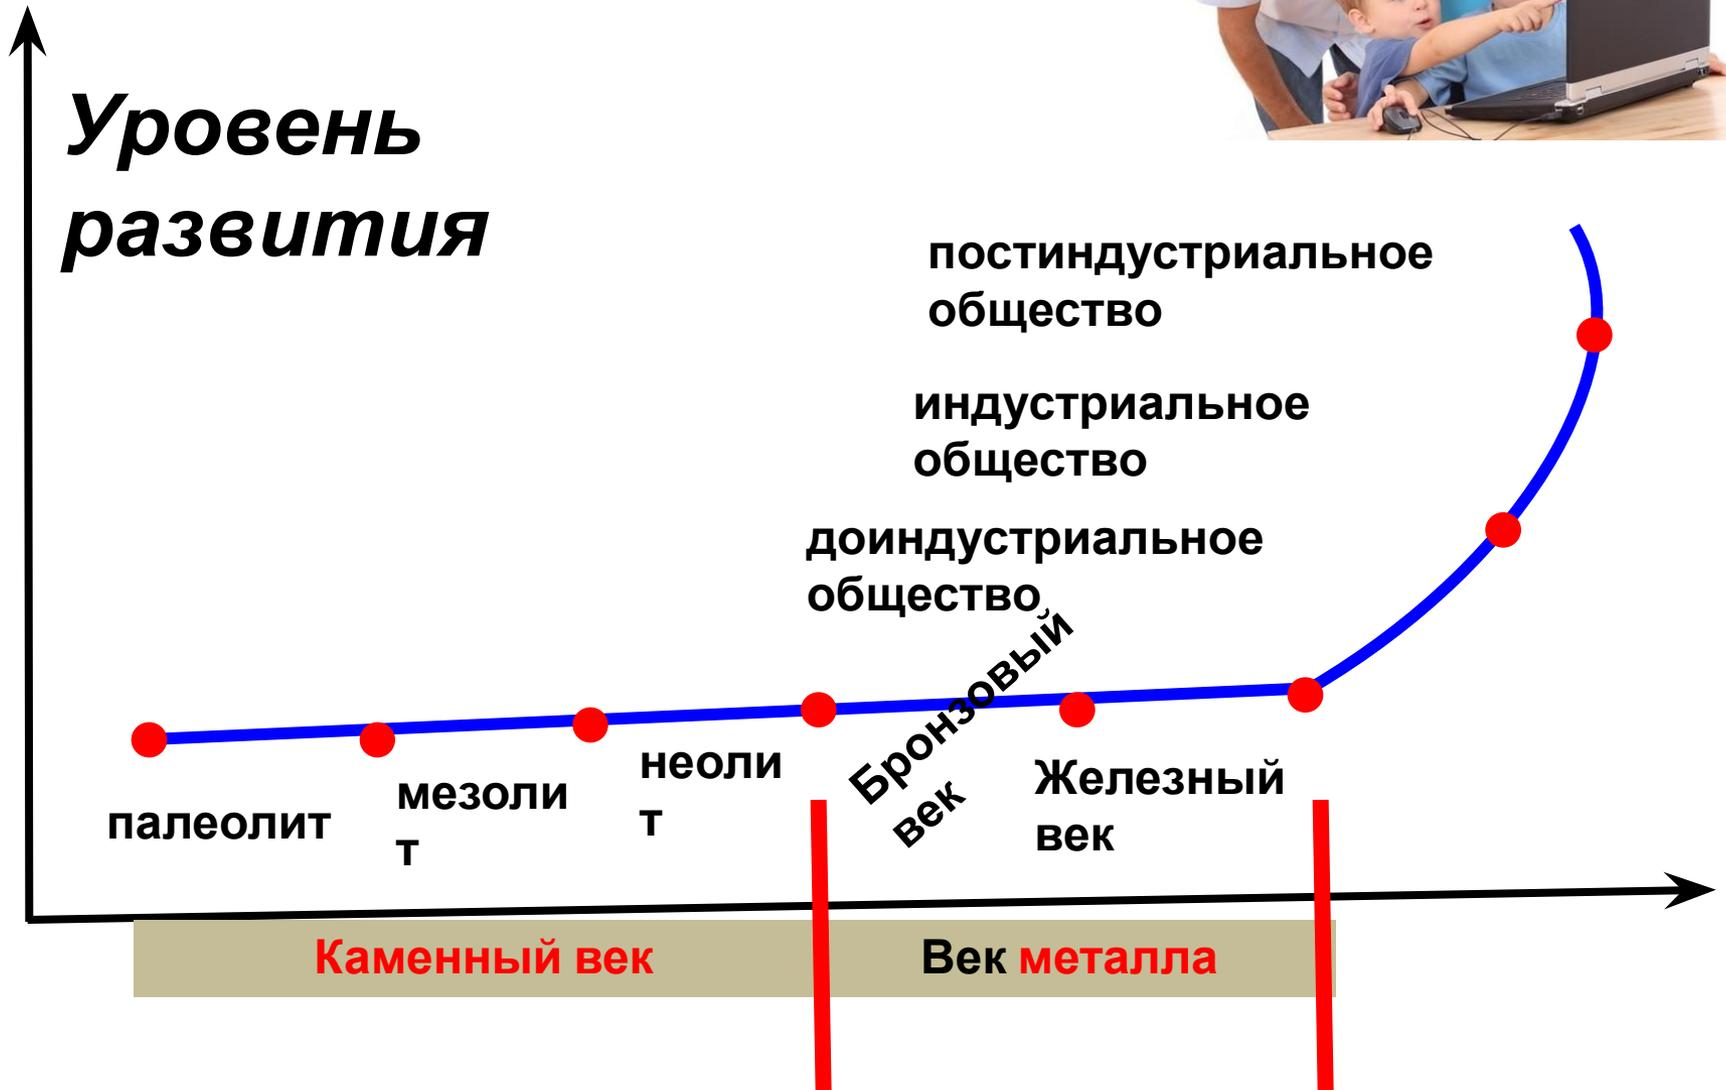 Уровень
развития
постиндустриальное
общество
индустриальное
общество
доиндустриальное
общество
Бронзовый
век
неоли
т
мезоли
т
палеолит
Железный
век
Каменный век
Век металла